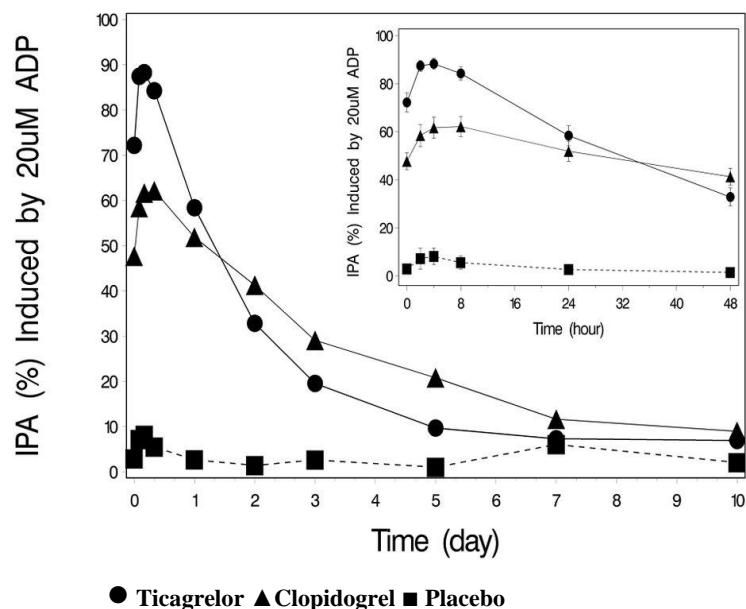 IPA (%) Induced by 20uM ADP
100
90
80
70
60
50
40
30
20
10
0
0 1 2 3 4 5 6 7 8 10
Time (day)
IPA (%) Induced by 20uM ADP
100
80
60
40
20
0
0 8 16 24 32 40 48
Time (hour)
● Ticagrelor ▲ Clopidogrel ■ Placebo